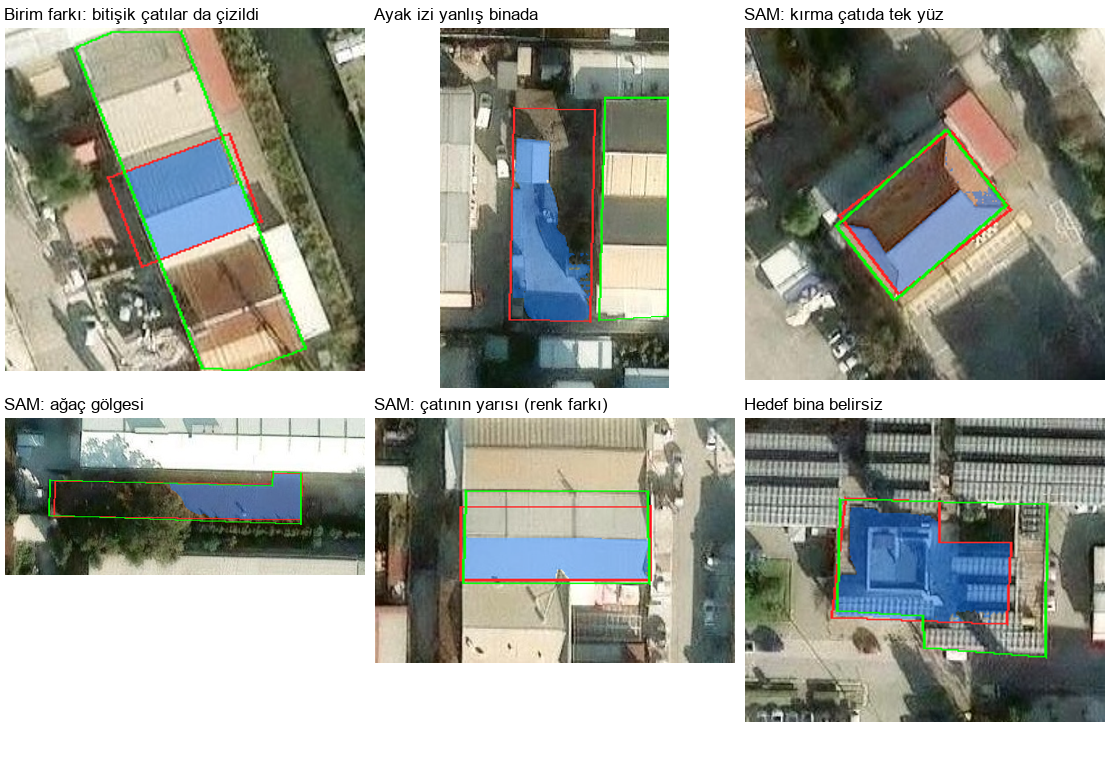 Birim farkı: bitişik çatılar da çizildi
Ayak izi yanlış binada
SAM: kırma çatıda tek yüz
SAM: ağaç gölgesi
SAM: çatının yarısı (renk farkı)
Hedef bina belirsiz